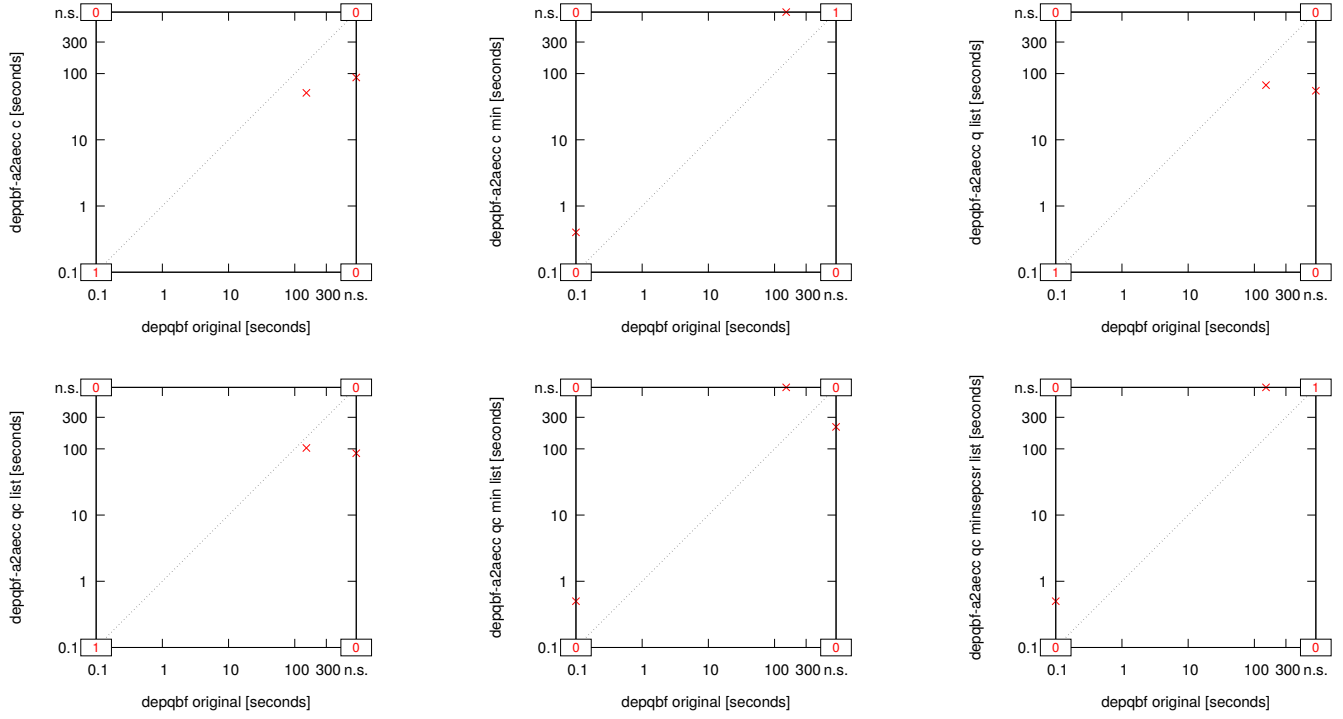 n.s. 0 0
300
100
10
1
0.1 1 0
0.1 1 10 100 300 n.s.
depqbf-a2aecc c [seconds]
depqbf original [seconds]
n.s. 0 1
300
100
10
1
0.1 0 0
0.1 1 10 100 300 n.s.
depqbf-a2aecc c min [seconds]
depqbf original [seconds]
n.s. 0 0
300
100
10
1
0.1 1 0
0.1 1 10 100 300 n.s.
depqbf-a2aecc q list [seconds]
depqbf original [seconds]
n.s. 0 0
300
100
10
1
0.1 1 0
0.1 1 10 100 300 n.s.
depqbf-a2aecc qc list [seconds]
depqbf original [seconds]
n.s. 0 0
300
100
10
1
0.1 0 0
0.1 1 10 100 300 n.s.
depqbf-a2aecc qc min list [seconds]
depqbf original [seconds]
n.s. 0 1
300
100
10
1
0.1 0 0
0.1 1 10 100 300 n.s.
depqbf-a2aecc qc minsepcsr list [seconds]
depqbf original [seconds]